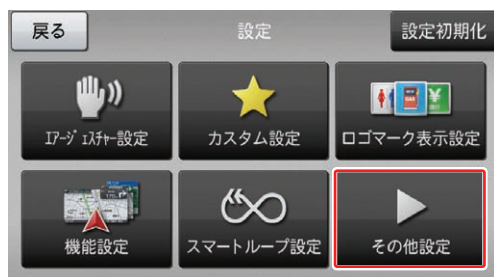 戻る
設定
設定初期化
ｴｱｰｼﾞｪｽﾁｬｰ設定
カスタム設定
ロゴマーク表示設定
機能設定
スマートループ設定
その他設定